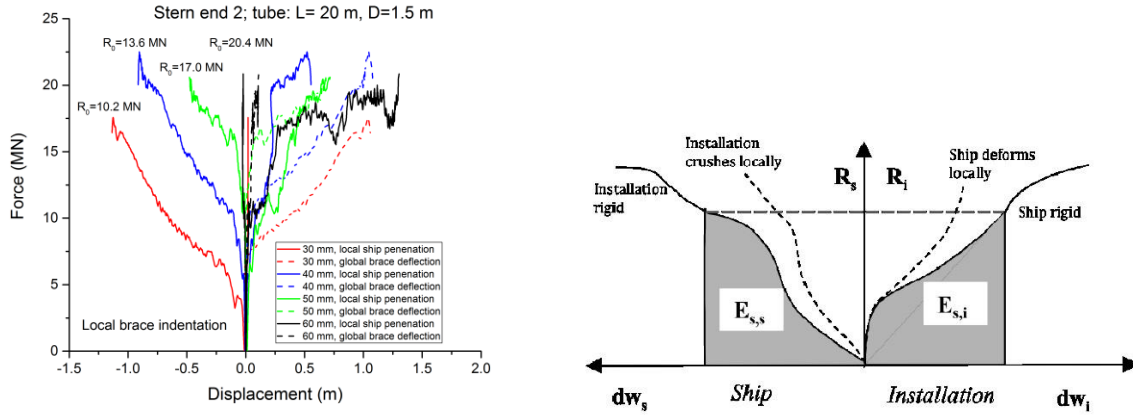 Stern end 2; tube: L= 20 m, D=1.5 m
R0=13.6 MN
R0=20.4 MN
R0=17.0 MN
R0=10.2 MN
25
20
15
10
5
0
Force (MN)
30 mm, local ship penenation
30 mm, global brace deflection
40 mm, local ship penenation
40 mm, global brace deflection
50 mm, local ship penenation
50 mm, global brace deflection
60 mm, local ship penenation
60 mm, global brace deflection
Local brace indentation
-1.5 -1.0 -0.5 0.0 0.5 1.0 1.5 2.0
Displacement (m)
Installation
crushes locally
Rs
Ri
Ship deforms
locally
Installation
rigid
Ship rigid
Es,s
Es,i
dws
Ship
Installation
dwi